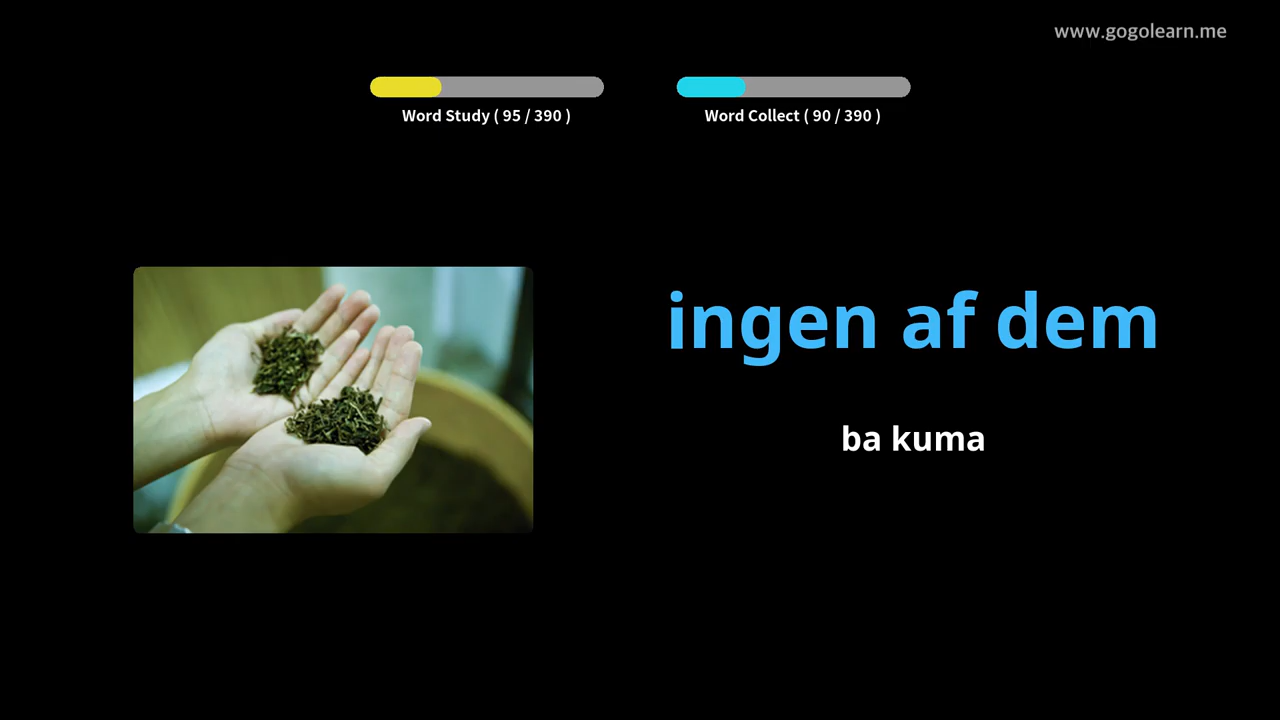 www.gogolearn.me
Word Study ( 95 / 390 )
Word Collect ( 90 / 390 )
ingen af dem
ba kuma